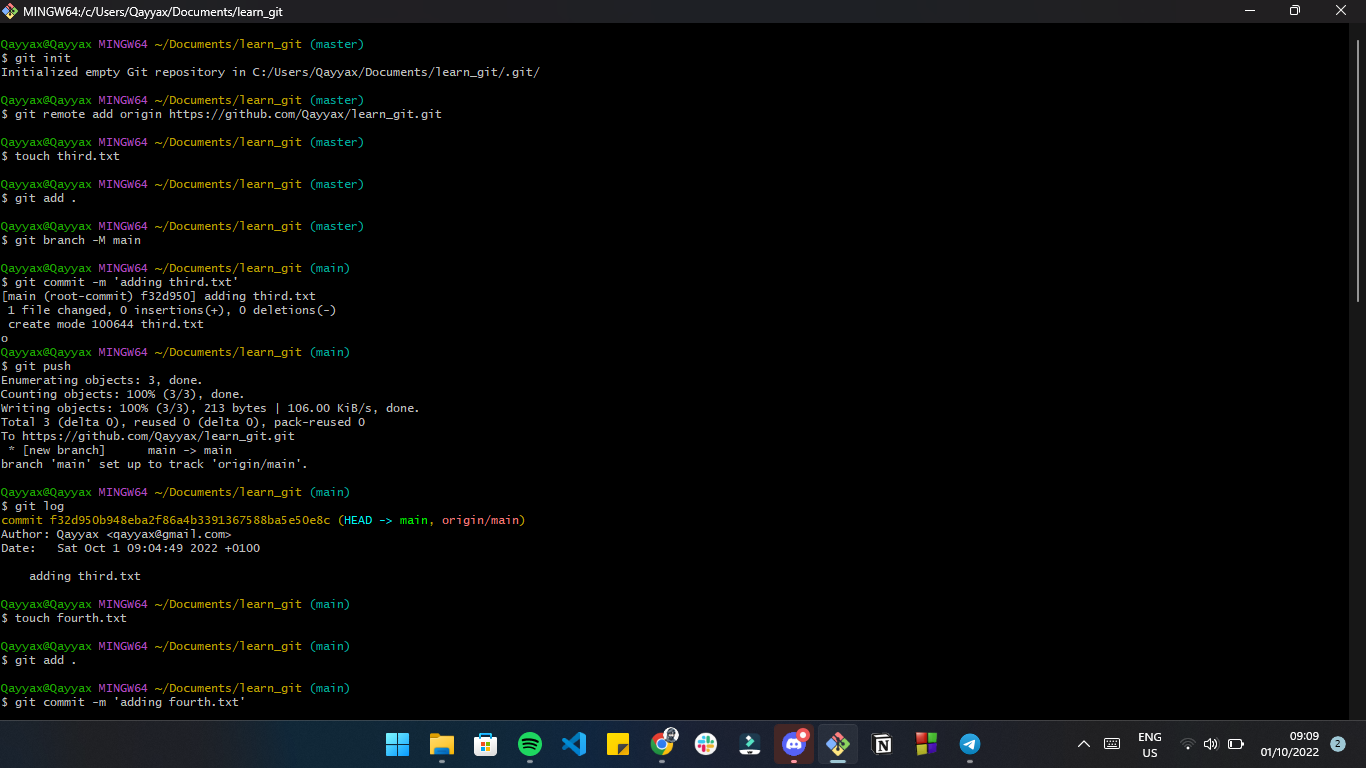 MINGW64:/c/Users/Qayyax/Documents/learn_git
Qayyax@Qayyax MINGW64 ~/Documents/learn_git (master)
$ git init
Initialized empty Git repository in C:/Users/Qayyax/Documents/learn_git/.git/
Qayyax@Qayyax MINGW64 ~/Documents/learn_git (master)
$ git remote add origin https://github.com/Qayyax/learn_git.git
Qayyax@Qayyax MINGW64 ~/Documents/learn_git (master)
$ touch third.txt
Qayyax@Qayyax MINGW64 ~/Documents/learn_git (master)
$ git add .
Qayyax@Qayyax MINGW64 ~/Documents/learn_git (master)
$ git branch -M main
Qayyax@Qayyax MINGW64 ~/Documents/learn_git (main)
$ git commit -m 'adding third.txt'
[main (root-commit) f32d950] adding third.txt
 1 file changed, 0 insertions(+), 0 deletions(-)
 create mode 100644 third.txt
o
Qayyax@Qayyax MINGW64 ~/Documents/learn_git (main)
$ git push
Enumerating objects: 3, done.
Counting objects: 100% (3/3), done.
Writing objects: 100% (3/3), 213 bytes | 106.00 KiB/s, done.
Total 3 (delta 0), reused 0 (delta 0), pack-reused 0
To https://github.com/Qayyax/learn_git.git
 * [new branch]      main -> main
branch 'main' set up to track 'origin/main'.
Qayyax@Qayyax MINGW64 ~/Documents/learn_git (main)
$ git log
commit f32d950b948eba2f86a4b3391367588ba5e50e8c (HEAD -> main, origin/main)
Author: Qayyax <qayyax@gmail.com>
Date:   Sat Oct 1 09:04:49 2022 +0100
    adding third.txt
Qayyax@Qayyax MINGW64 ~/Documents/learn_git (main)
$ touch fourth.txt
Qayyax@Qayyax MINGW64 ~/Documents/learn_git (main)
$ git add .
Qayyax@Qayyax MINGW64 ~/Documents/learn_git (main)
$ git commit -m 'adding fourth.txt'
ENG
US
09:09
01/10/2022
2